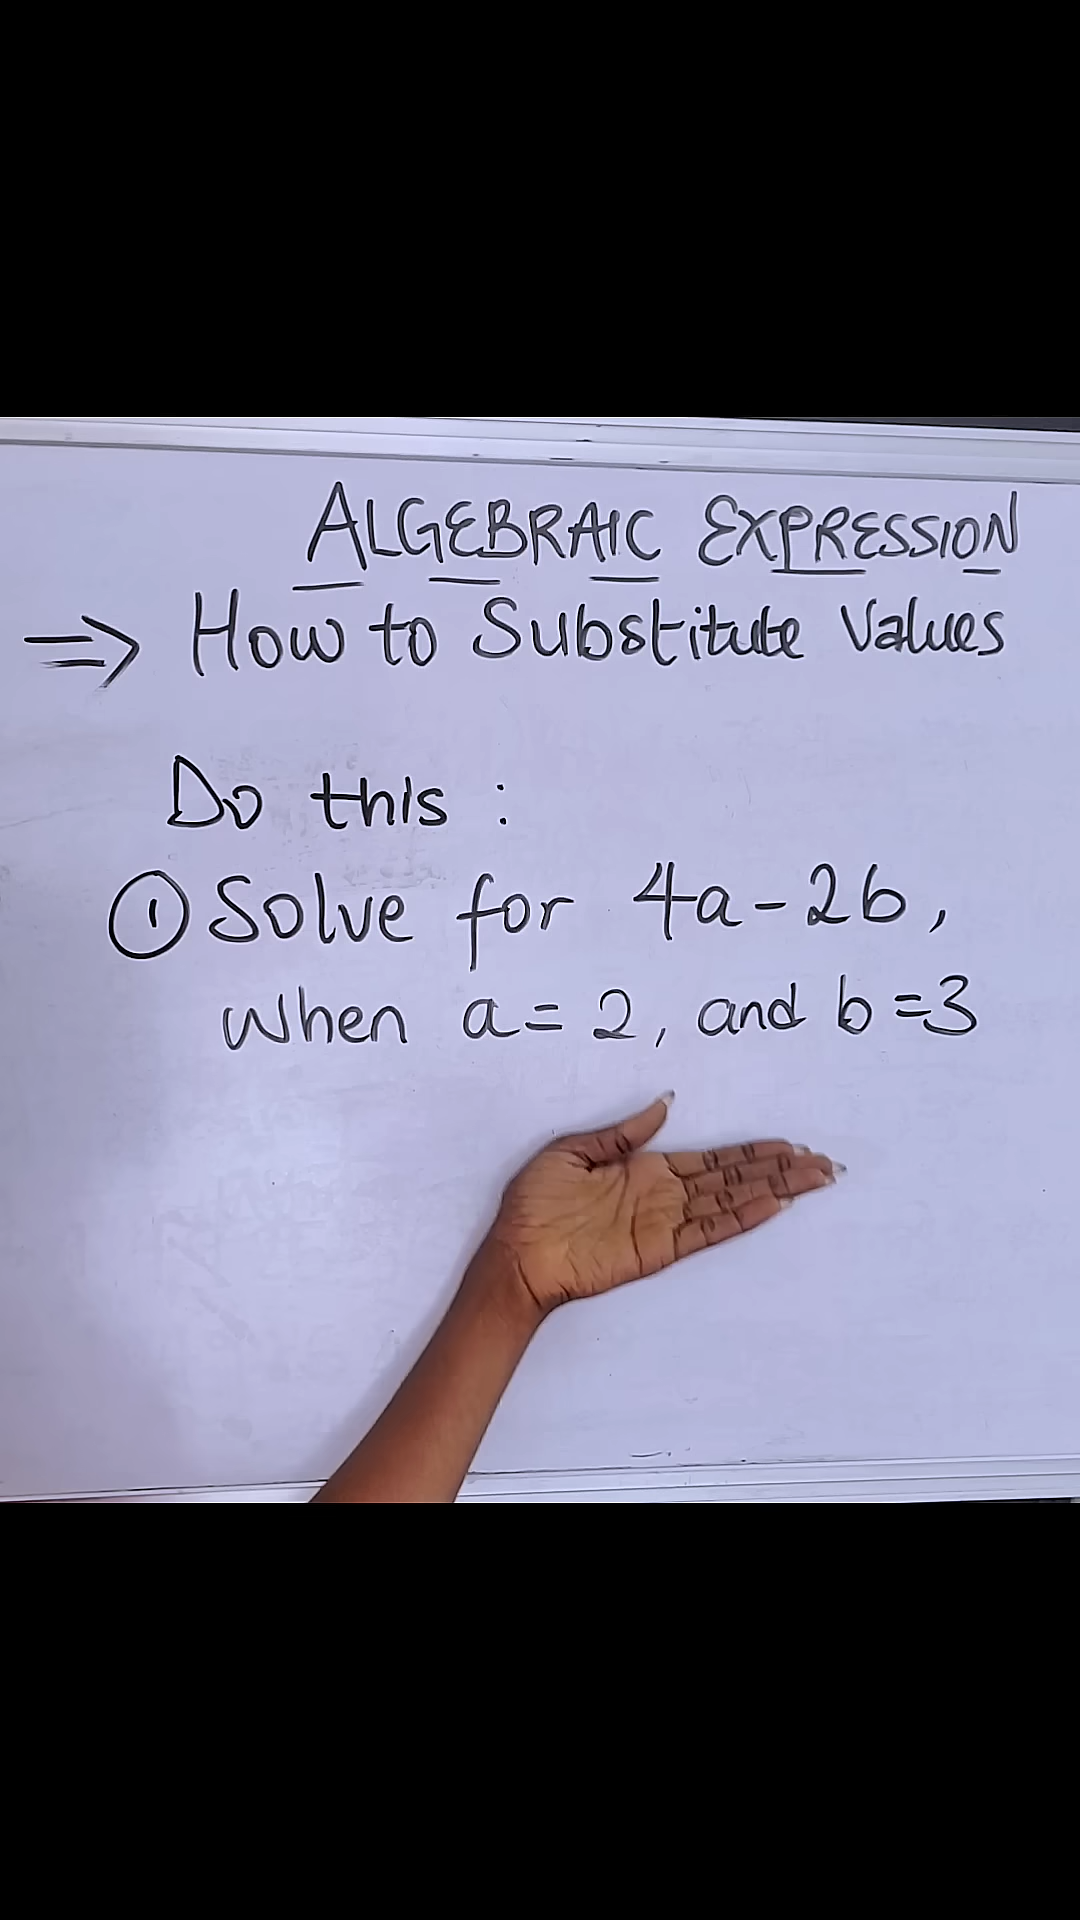 ALGEBRAIC EXPRESSION
⇒ How to Substitute Values
Do this :
① Solve for 4a - 2b,
when a = 2, and b = 3